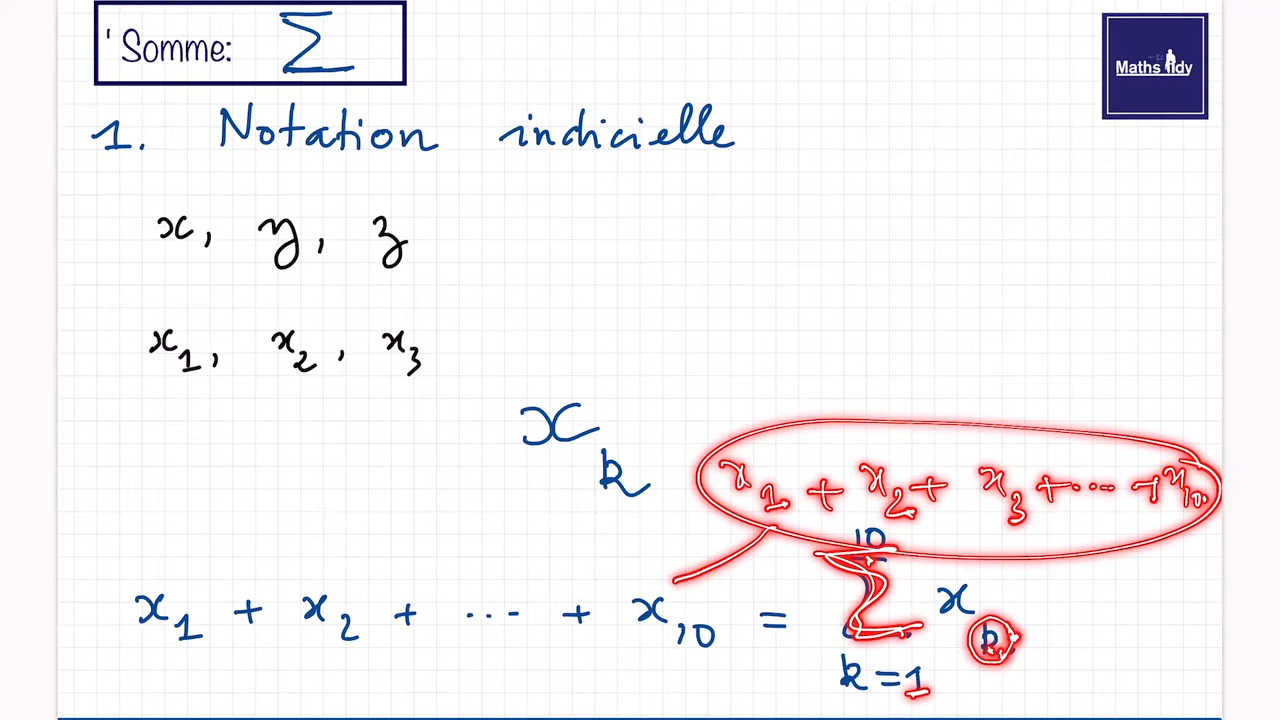 'Somme: Σ
Maths Udy
1. Notation indicielle
x, y, z
x₁, x₂, x₃
xₖ
x₁ + x₂ + x₃ + ... + x₁₀
10
x₁ + x₂ + ... + x₁₀ = Σ xₖ
k = 1